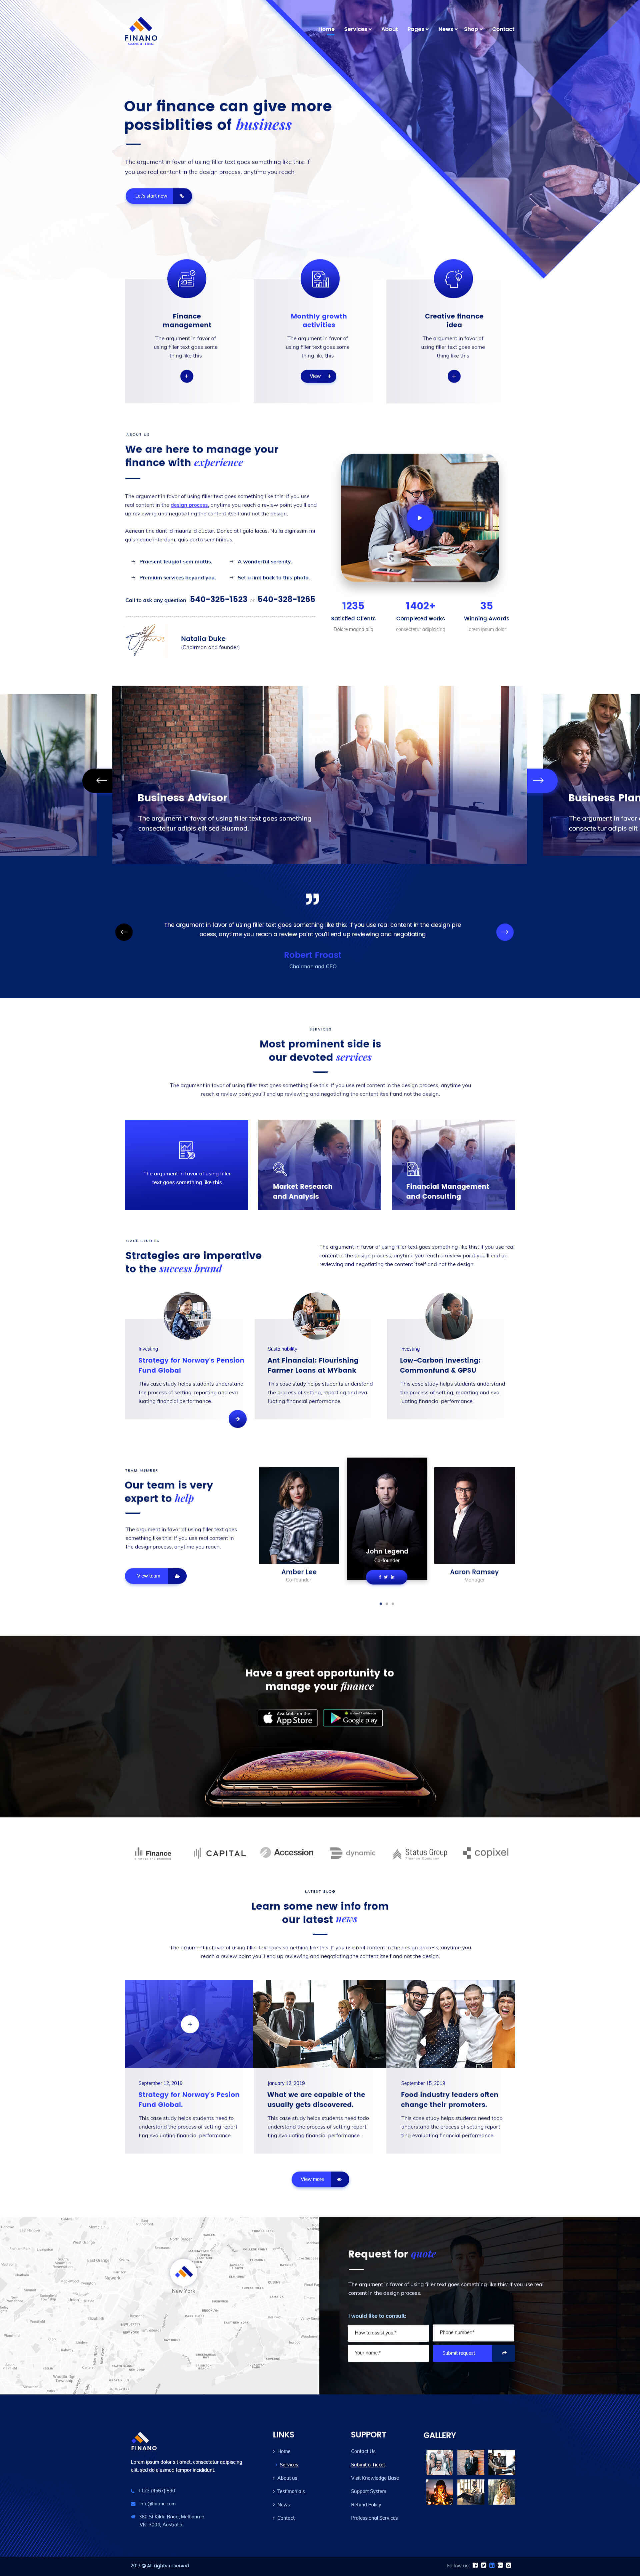 FINANO
CONSULTING
Home Services About Pages News Shop Contact
Our finance can give more
possiblities of business
The argument in favor of using filler text goes something like this: If
you use real content in the design process, anytime you reach
Let's start now
Finance
management
The argument in favor of
using filler text goes some
thing like this
Monthly growth
activities
The argument in favor of
using filler text goes some
thing like this
View
Creative finance
idea
The argument in favor of
using filler text goes some
thing like this
ABOUT US
We are here to manage your
finance with experience
The argument in favor of using filler text goes something like this: If you use
real content in the design process, anytime you reach a review point you'll end
up reviewing and negotiating the content itself and not the design.
Aenean tincidunt id mauris id auctor. Donec at ligula lacus. Nulla dignissim mi
quis neque interdum, quis porta sem finibus.
Praesent feugiat sem mattis.
A wonderful serenity.
Premium services beyond you.
Set a link back to this photo.
Call to ask any question 540-325-1523 or 540-328-1265
Natalia Duke
(Chairman and founder)
1235
Satisfied Clients
Dolore magna aliq
1402+
Completed works
consectetur adipisicing
35
Winning Awards
Lorem ipsum dolor
Business Advisor
The argument in favor of using filler text goes something
consecte tur adipis elit sed eiusmod.
Business Plan
The argument in favor
consecte tur adipis elit
The argument in favor of using filler text goes something like this: If you use real content in the design pre
ocess, anytime you reach a review point you'll end up reviewing and negotiating
Robert Froast
Chairman and CEO
SERVICES
Most prominent side is
our devoted services
The argument in favor of using filler text goes something like this: If you use real content in the design process, anytime you
reach a review point you'll end up reviewing and negotiating the content itself and not the design.
The argument in favor of using filler
text goes something like this
Market Research
and Analysis
Financial Management
and Consulting
CASE STUDIES
Strategies are imperative
to the success brand
The argument in favor of using filler text goes something like this: If you use real
content in the design process, anytime you reach a review point you'll end up
reviewing and negotiating the content itself and not the design.
Investing
Strategy for Norway's Pension
Fund Global
This case study helps students understand
the process of setting, reporting and eva
luating financial performance.
Sustainability
Ant Financial: Flourishing
Farmer Loans at MYbank
This case study helps students understand
the process of setting, reporting and eva
luating financial performance.
Investing
Low-Carbon Investing:
Commonfund & GPSU
This case study helps students understand
the process of setting, reporting and eva
luating financial performance.
TEAM MEMBER
Our team is very
expert to help
The argument in favor of using filler text goes
something like this: If you use real content in
the design process, anytime you reach.
View team
Amber Lee
Co-founder
John Legend
Co-founder
Aaron Ramsey
Manager
Have a great opportunity to
manage your finance
Available on the
App Store
Google play
Finance
CAPITAL
Accession
dynamic
Status Group
copixel
LATEST BLOG
Learn some new info from
our latest news
The argument in favor of using filler text goes something like this: If you use real content in the design process, anytime you
reach a review point you'll end up reviewing and negotiating the content itself and not the design.
September 12, 2019
Strategy for Norway's Pesion
Fund Global.
This case study helps students need to
understand the process of setting repor
ting evaluating financial performance.
January 12, 2019
What we are capable of the
usually gets discovered.
This case study helps students need todo
understand the process of setting report
ting evaluating financial performance.
September 15, 2019
Food industry leaders often
change their promoters.
This case study helps students need todo
understand the process of setting repor
ting evaluating financial performance.
View more
New York
Request for quote
The argument in favor of using filler text goes something like this: If you use real
content in the design process.
I would like to consult:
How to assist you:*
Phone number:*
Your name:*
Submit request
FINANO
Lorem ipsum dolor sit amet, consectetur adipiscing
elit, sed do eiusmod tempor incididunt.
+123 (4567) 890
info@finano.com
380 St Kilda Road, Melbourne
VIC 3004, Australia
LINKS
Home
Services
About us
Testimonials
News
Contact
SUPPORT
Contact Us
Submit a Ticket
Visit Knowledge Base
Support System
Refund Policy
Professional Services
GALLERY
2017 © All rights reserved
Follow us: